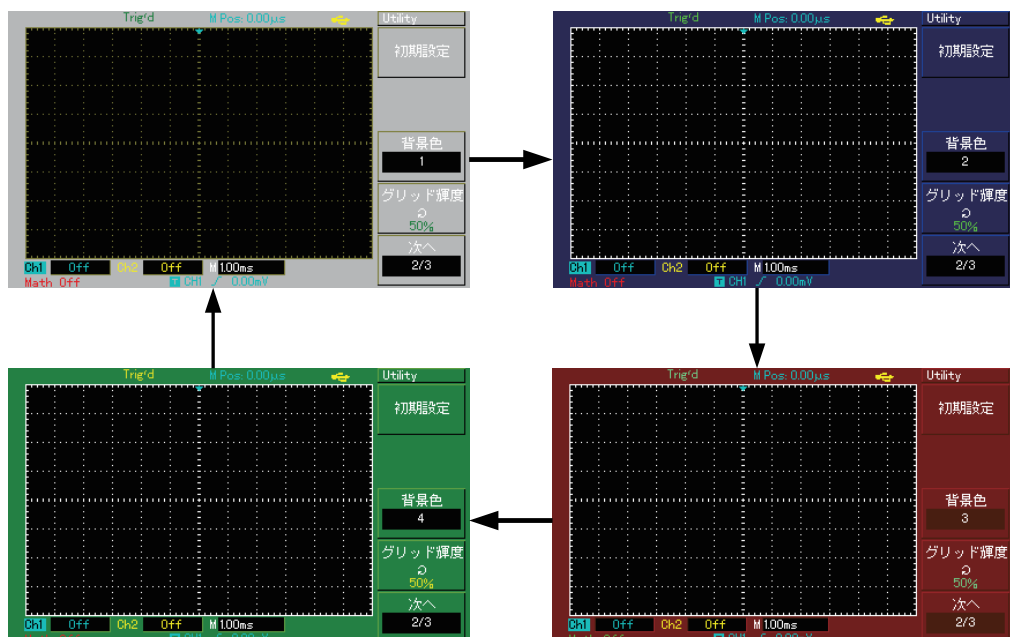 Trig'd M Pos: 0.00μs Utility
初期設定
背景色
1
グリッド輝度
50%
次へ
2/3
Ch1 Off Ch2 Off M 1.00ms
Math Off T CH1 0.00mV
Trig'd M Pos: 0.00μs Utility
初期設定
背景色
2
グリッド輝度
50%
次へ
2/3
Ch1 Off Ch2 Off M 1.00ms
Math Off T CH1 0.00mV
Trig'd M Pos: 0.00μs Utility
初期設定
背景色
4
グリッド輝度
50%
次へ
2/3
Ch1 Off Ch2 Off M 1.00ms
Trig'd M Pos: 0.00μs Utility
初期設定
背景色
3
グリッド輝度
50%
次へ
2/3
Ch1 Off Ch2 Off M 1.00ms